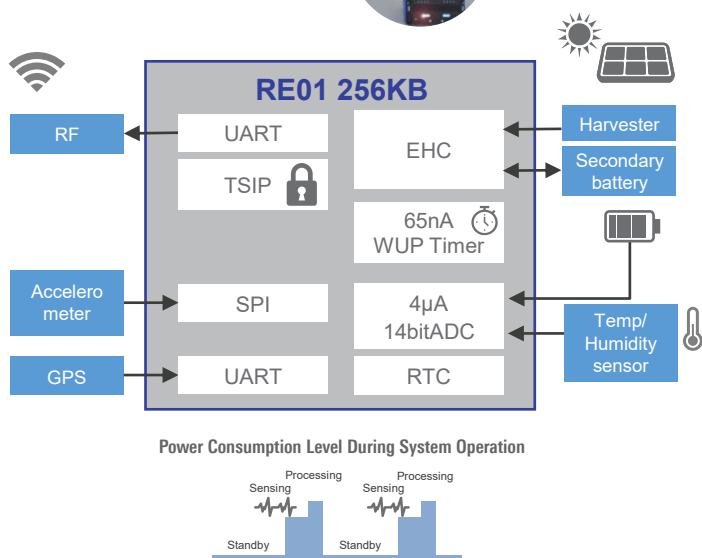 RE01 256KB
RF
UART
TSIP
EHC
Harvester
Secondary
battery
65nA
WUP Timer
Accelero
meter
SPI
4µA
14bitADC
Temp/
Humidity
sensor
GPS
UART
RTC
Power Consumption Level During System Operation
Processing
Sensing
Processing
Sensing
Standby
Standby